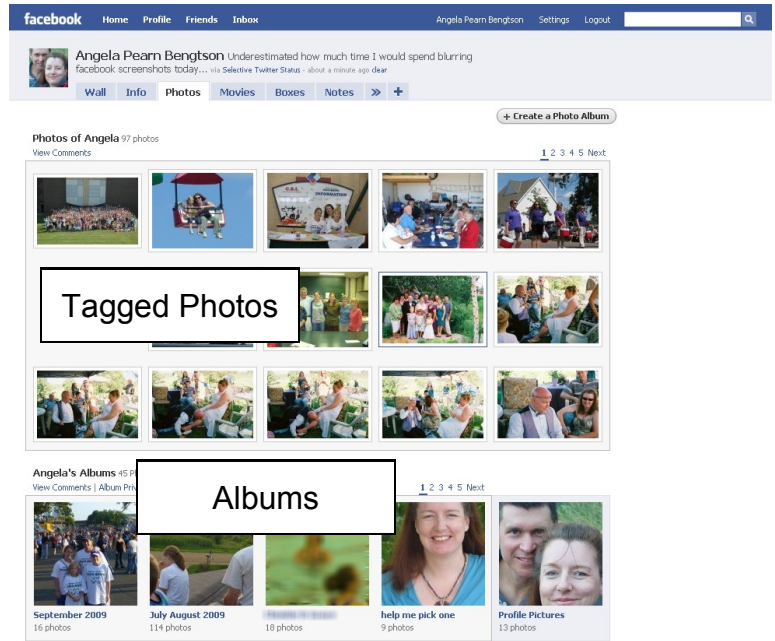 facebook Home Profile Friends Inbox Angela Pearn Bengtson Settings Logout
Angela Pearn Bengtson Underestimated how much time I would spend blurring
facebook screenshots today... via Selective Twitter Status - about a minute ago clear
Wall Info Photos Movies Boxes Notes » +
+ Create a Photo Album
Photos of Angela 97 photos
View Comments 1 2 3 4 5 Next
INFORMATION
Tagged Photos
Angela's Albums 45
View Comments | Album 1 2 3 4 5 Next
Albums
September 2009 July August 2009 help me pick one Profile Pictures
16 photos 114 photos 18 photos 9 photos 13 photos